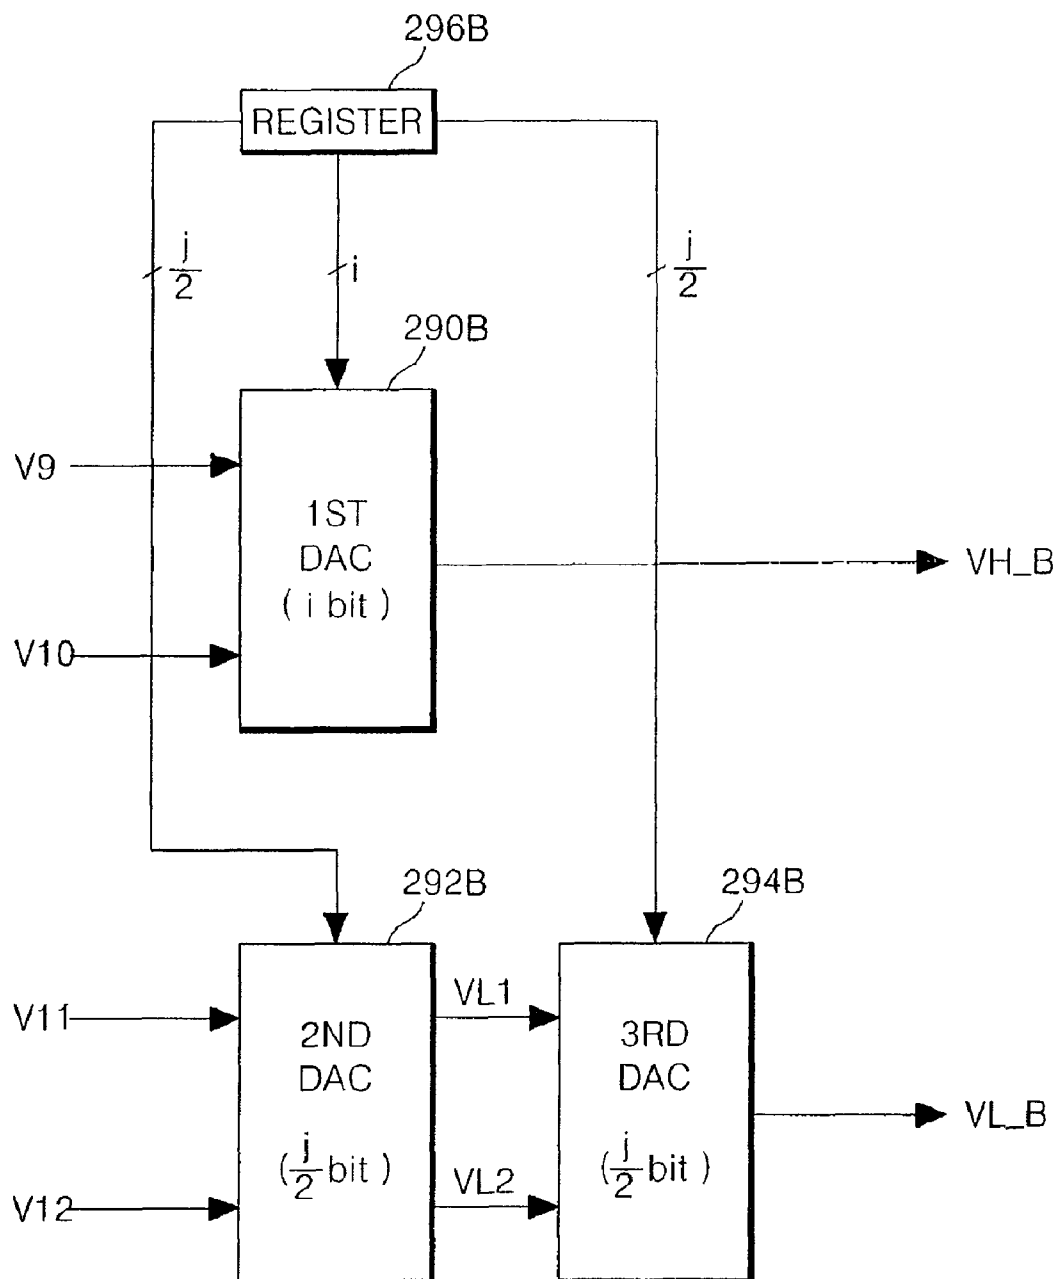 296B
REGISTER
j/2
i
j/2
290B
V9
1ST
DAC
( i bit )
VH_B
V10
292B
294B
V11
VL1
2ND
DAC
3RD
DAC
VL_B
(j/2 bit )
(j/2 bit )
VL2
V12